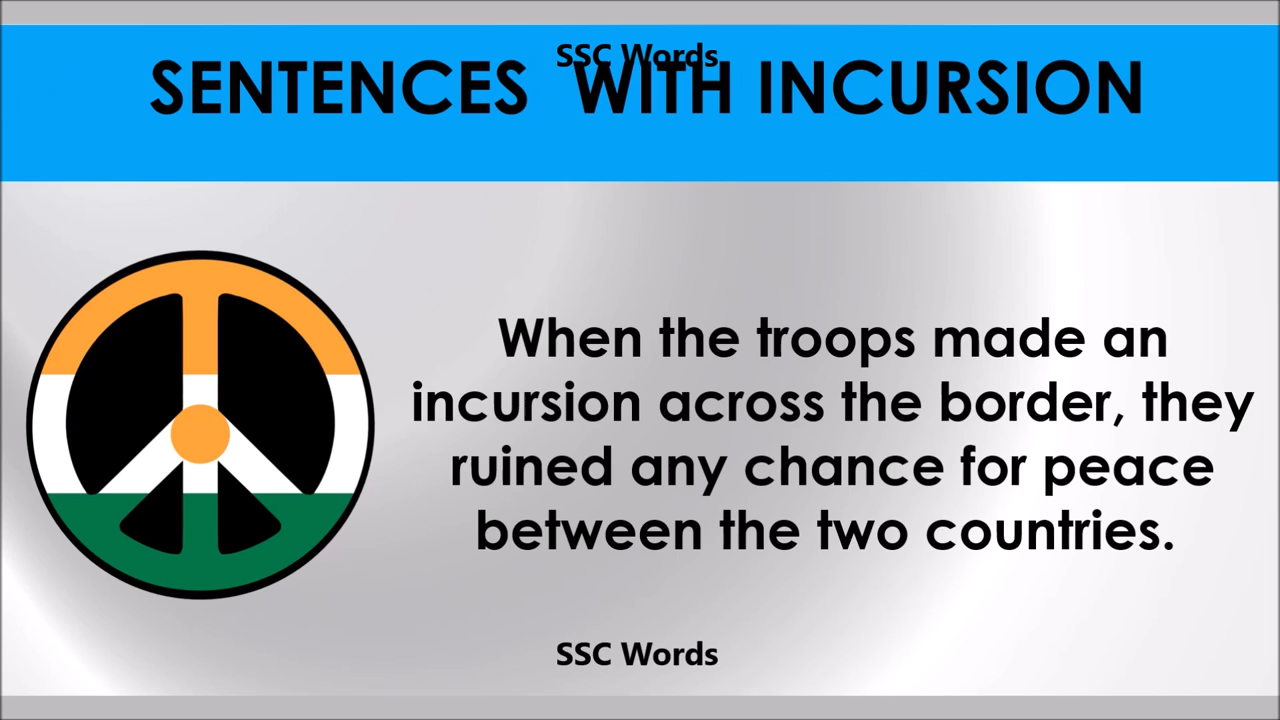 SSC Words
SENTENCES WITH INCURSION
When the troops made an
incursion across the border, they
ruined any chance for peace
between the two countries.
SSC Words